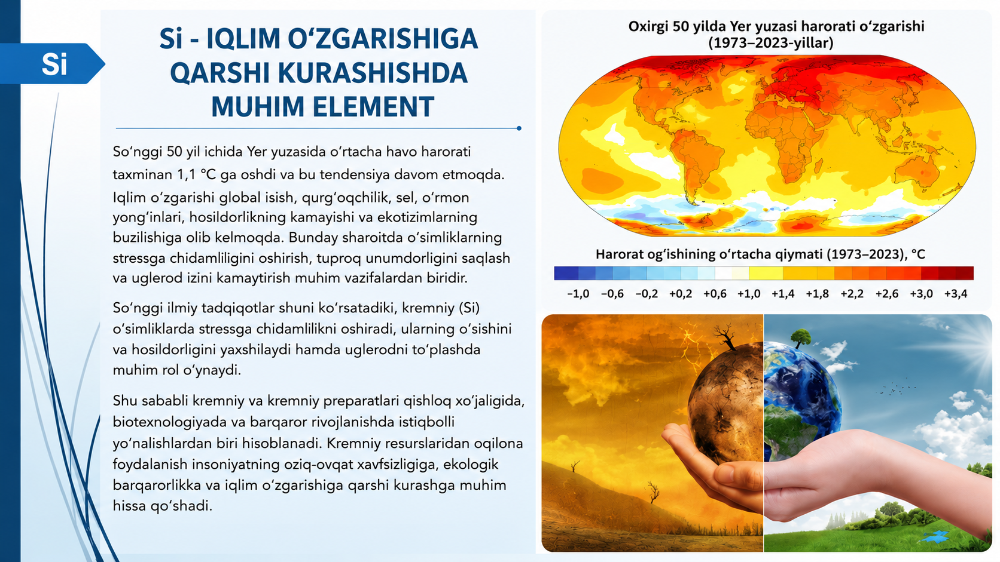 Si
Si - IQLIM O‘ZGARISHIGA
QARSHI KURASHISHDA
MUHIM ELEMENT
So‘nggi 50 yil ichida Yer yuzasida o‘rtacha havo harorati
taxminan 1,1 °C ga oshdi va bu tendensiya davom etmoqda.
Iqlim o‘zgarishi global isish, qurg‘oqchilik, sel, o‘rmon
yong‘inlari, hosildorlikning kamayishi va ekotizimlarning
buzilishiga olib kelmoqda. Bunday sharoitda o‘simliklarning
stressga chidamliligini oshirish, tuproq unumdorligini saqlash
va uglerod izini kamaytirish muhim vazifalardan biridir.
So‘nggi ilmiy tadqiqotlar shuni ko‘rsatadiki, kremniy (Si)
o‘simliklarda stressga chidamlilikni oshiradi, ularning o‘sishini
va hosildorligini yaxshilaydi hamda uglerodni to‘plashda
muhim rol o‘ynaydi.
Shu sababli kremniy va kremniy preparatlari qishloq xo‘jaligida,
biotexnologiyada va barqaror rivojlanishda istiqbolli
yo‘nalishlardan biri hisoblanadi. Kremniy resurslaridan oqilona
foydalanish insoniyatning oziq-ovqat xavfsizligiga, ekologik
barqarorlikka va iqlim o‘zgarishiga qarshi kurashga muhim
hissa qo‘shadi.
Oxirgi 50 yilda Yer yuzasi harorati o‘zgarishi
(1973–2023-yillar)
Harorat og‘ishining o‘rtacha qiymati (1973–2023), °C
−1,0 −0,6 −0,2 +0,2 +0,6 +1,0 +1,4 +1,8 +2,2 +2,6 +3,0 +3,4